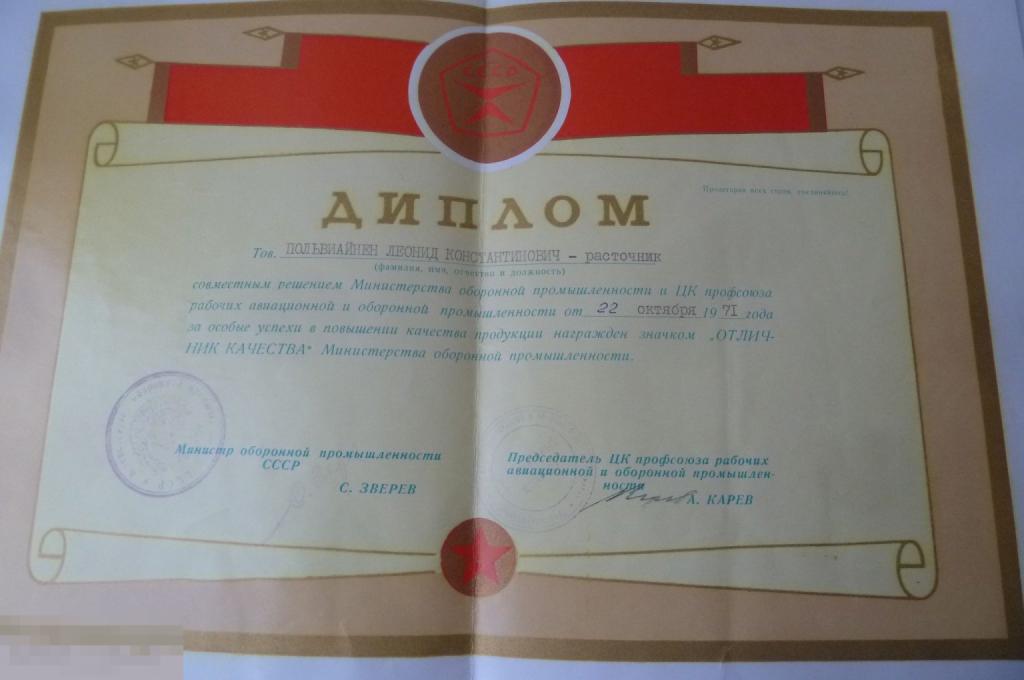 СССР
Пролетарии всех стран, соединяйтесь!
ДИПЛОМ
Тов. ПОЛЬВИАЙНЕН ЛЕОНИД КОНСТАНТИНОВИЧ – расточник
(фамилия, имя, отчество и должность)
совместным решением Министерства оборонной промышленности и ЦК профсоюза
рабочих авиационной и оборонной промышленности от 22 октября 1971 года
за особые успехи в повышении качества продукции награжден значком „ОТЛИЧ-
НИК КАЧЕСТВА“ Министерства оборонной промышленности.
Министр оборонной промышленности
СССР
С. ЗВЕРЕВ
Председатель ЦК профсоюза рабочих
авиационной и оборонной промышлен-
ности
А. КАРЕВ